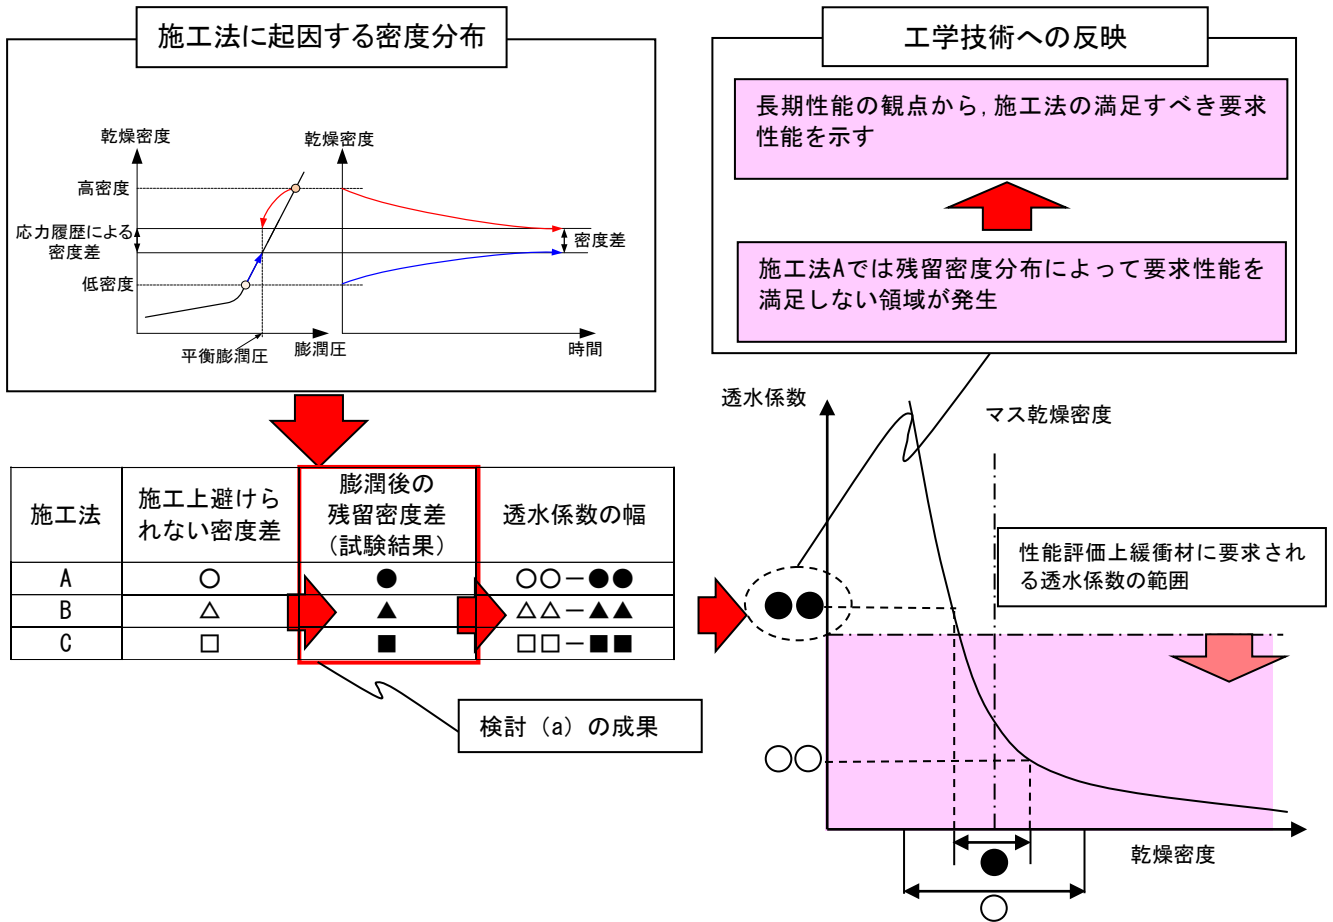 施工法に起因する密度分布
乾燥密度
乾燥密度
高密度
応力履歴による
密度差
低密度
密度差
平衡膨潤圧
膨潤圧
時間
工学技術への反映
長期性能の観点から,施工法の満足すべき要求
性能を示す
施工法Aでは残留密度分布によって要求性能を
満足しない領域が発生
施工法
施工上避けら
れない密度差
膨潤後の
残留密度差
(試験結果)
透水係数の幅
A ○ ● ○○－●●
B △ ▲ △△－▲▲
C □ ■ □□－■■
検討（a）の成果
透水係数
マス乾燥密度
性能評価上緩衝材に要求され
る透水係数の範囲
●●
○○
乾燥密度
●
○